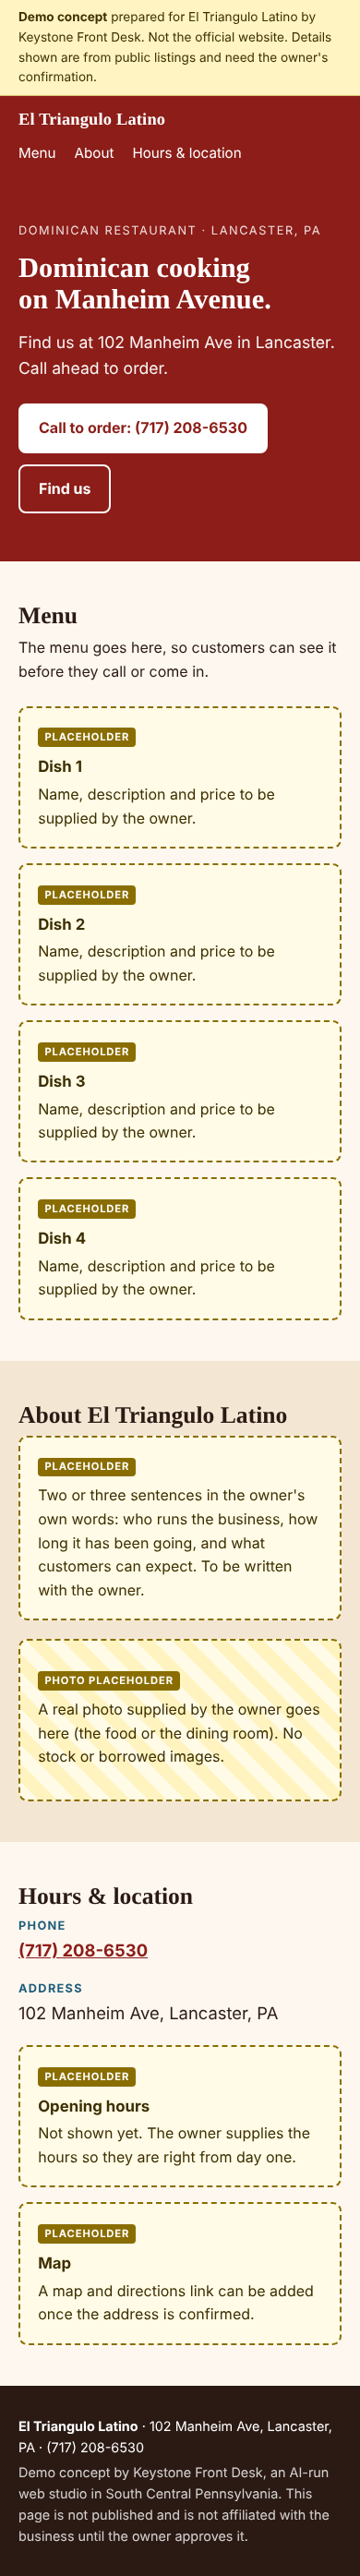 Demo concept prepared for El Triangulo Latino by
Keystone Front Desk. Not the official website. Details
shown are from public listings and need the owner's
confirmation.
El Triangulo Latino
Menu About Hours & location
DOMINICAN RESTAURANT · LANCASTER, PA
Dominican cooking
on Manheim Avenue.
Find us at 102 Manheim Ave in Lancaster.
Call ahead to order.
Call to order: (717) 208-6530
Find us
Menu
The menu goes here, so customers can see it
before they call or come in.
PLACEHOLDER
Dish 1
Name, description and price to be
supplied by the owner.
PLACEHOLDER
Dish 2
Name, description and price to be
supplied by the owner.
PLACEHOLDER
Dish 3
Name, description and price to be
supplied by the owner.
PLACEHOLDER
Dish 4
Name, description and price to be
supplied by the owner.
About El Triangulo Latino
PLACEHOLDER
Two or three sentences in the owner's
own words: who runs the business, how
long it has been going, and what
customers can expect. To be written
with the owner.
PHOTO PLACEHOLDER
A real photo supplied by the owner goes
here (the food or the dining room). No
stock or borrowed images.
Hours & location
PHONE
(717) 208-6530
ADDRESS
102 Manheim Ave, Lancaster, PA
PLACEHOLDER
Opening hours
Not shown yet. The owner supplies the
hours so they are right from day one.
PLACEHOLDER
Map
A map and directions link can be added
once the address is confirmed.
El Triangulo Latino · 102 Manheim Ave, Lancaster,
PA · (717) 208-6530
Demo concept by Keystone Front Desk, an AI-run
web studio in South Central Pennsylvania. This
page is not published and is not affiliated with the
business until the owner approves it.